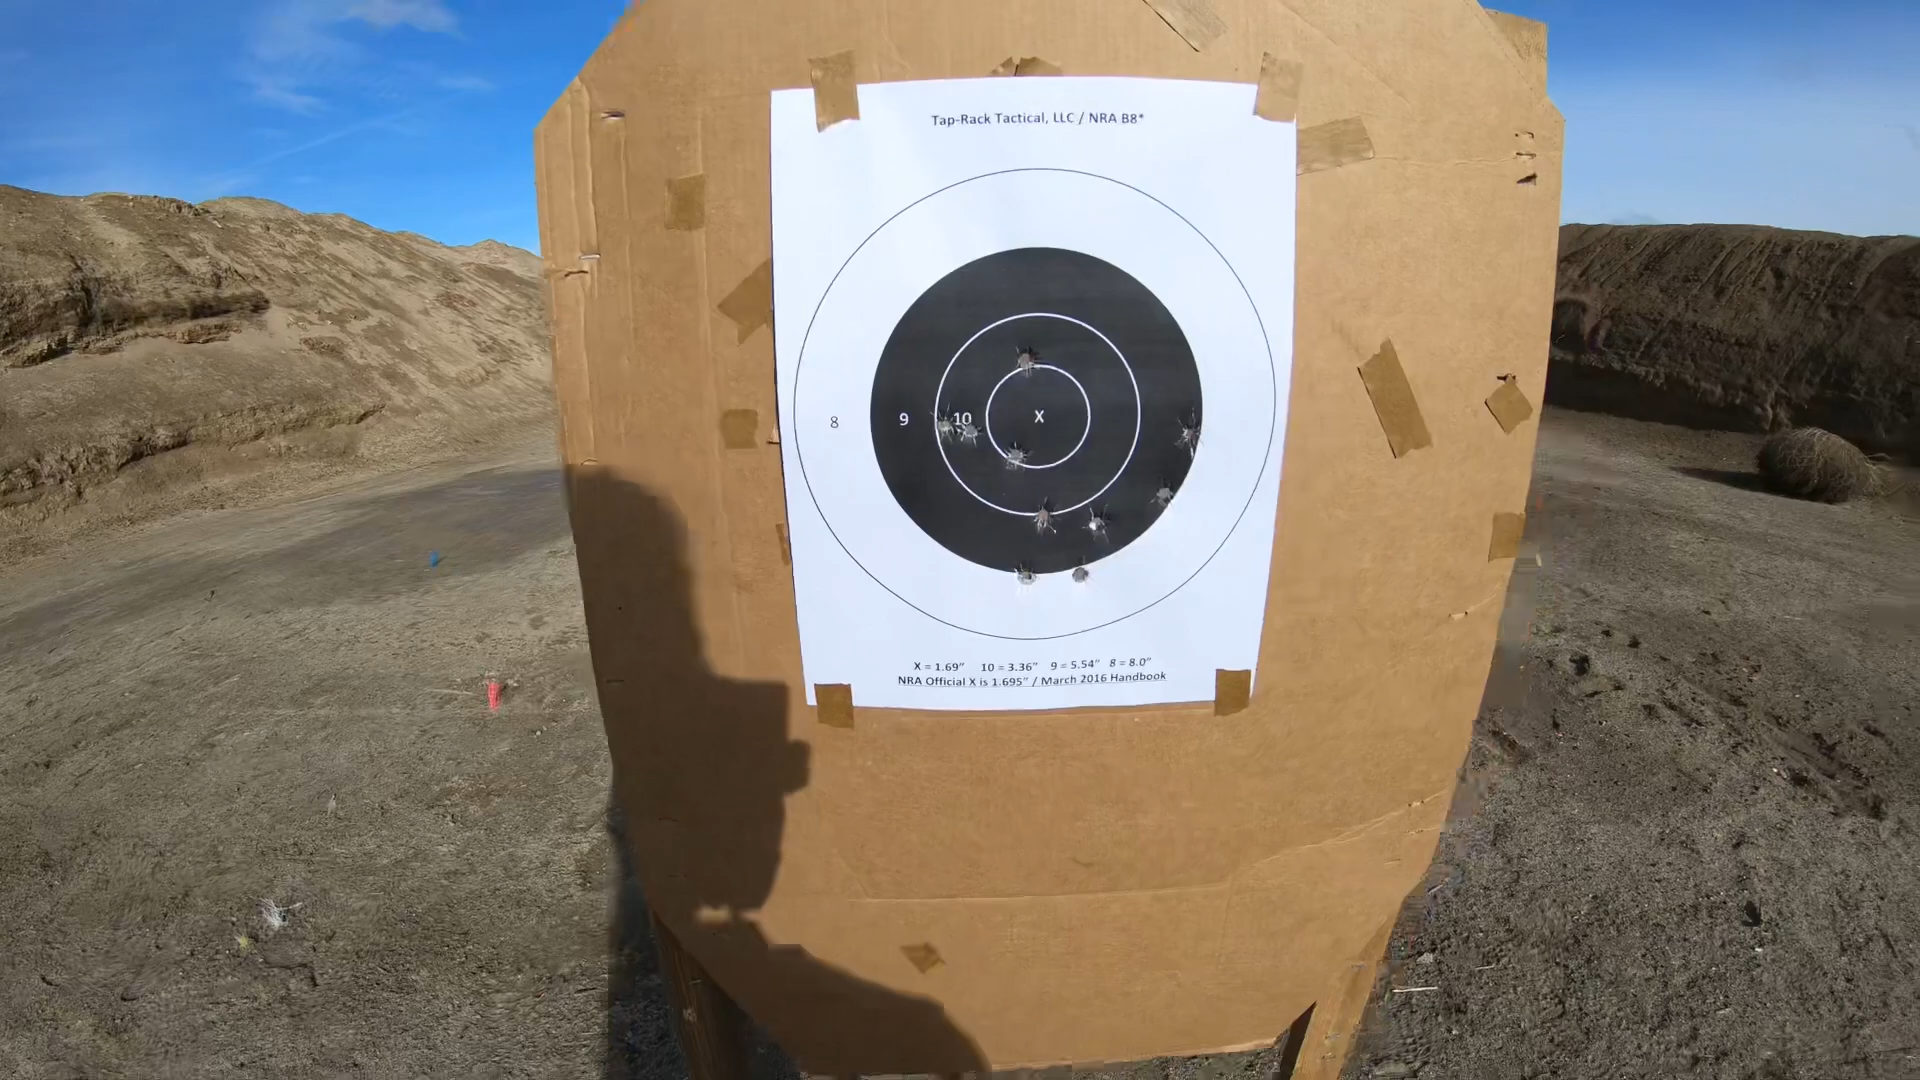 Tap-Rack Tactical, LLC / NRA B8*
8 9 10 X
X = 1.69" 10 = 3.36" 9 = 5.54" 8 = 8.0"
NRA Official X is 1.695" / March 2016 Handbook